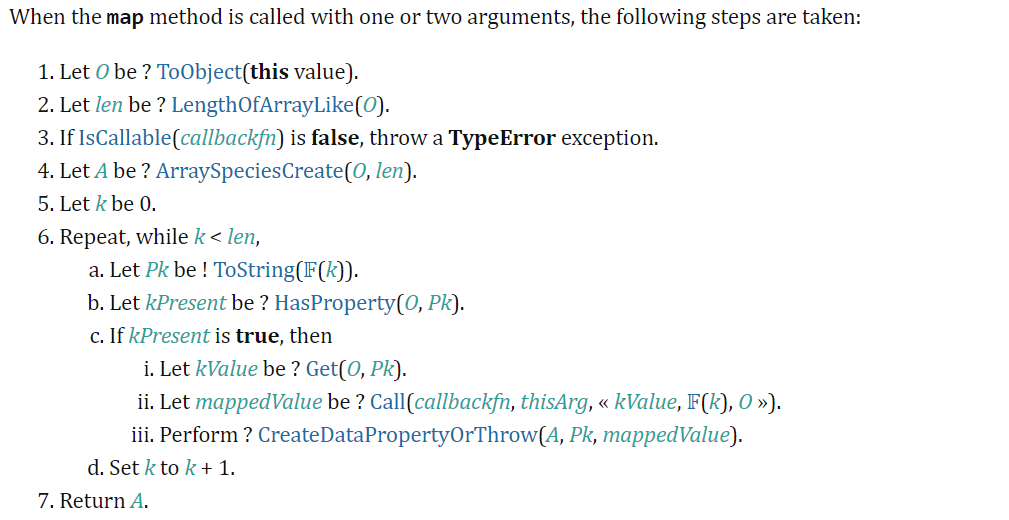 When the map method is called with one or two arguments, the following steps are taken:
1. Let O be ? ToObject(this value).
2. Let len be ? LengthOfArrayLike(O).
3. If IsCallable(callbackfn) is false, throw a TypeError exception.
4. Let A be ? ArraySpeciesCreate(O, len).
5. Let k be 0.
6. Repeat, while k < len,
a. Let Pk be ! ToString(𝔽(k)).
b. Let kPresent be ? HasProperty(O, Pk).
c. If kPresent is true, then
i. Let kValue be ? Get(O, Pk).
ii. Let mappedValue be ? Call(callbackfn, thisArg, « kValue, 𝔽(k), O »).
iii. Perform ? CreateDataPropertyOrThrow(A, Pk, mappedValue).
d. Set k to k + 1.
7. Return A.